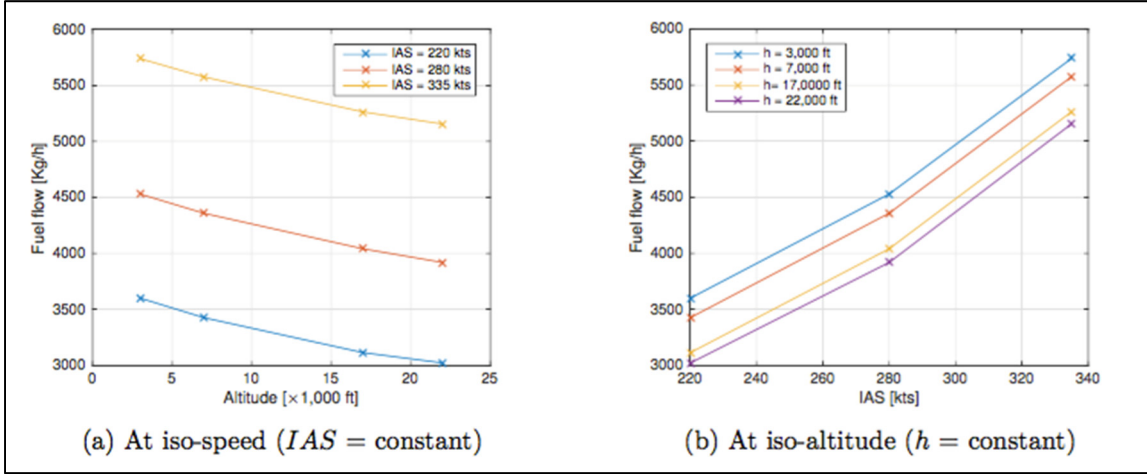 6000
5500
5000
4500
4000
3500
3000
Fuel flow [Kg/h]
IAS = 220 kts
IAS = 280 kts
IAS = 335 kts
0 5 10 15 20 25
Altitude [×1,000 ft]
(a) At iso-speed (IAS = constant)
6000
5500
5000
4500
4000
3500
3000
Fuel flow [Kg/h]
h = 3,000 ft
h = 7,000 ft
h= 17,0000 ft
h = 22,000 ft
220 240 260 280 300 320 340
IAS [kts]
(b) At iso-altitude (h = constant)